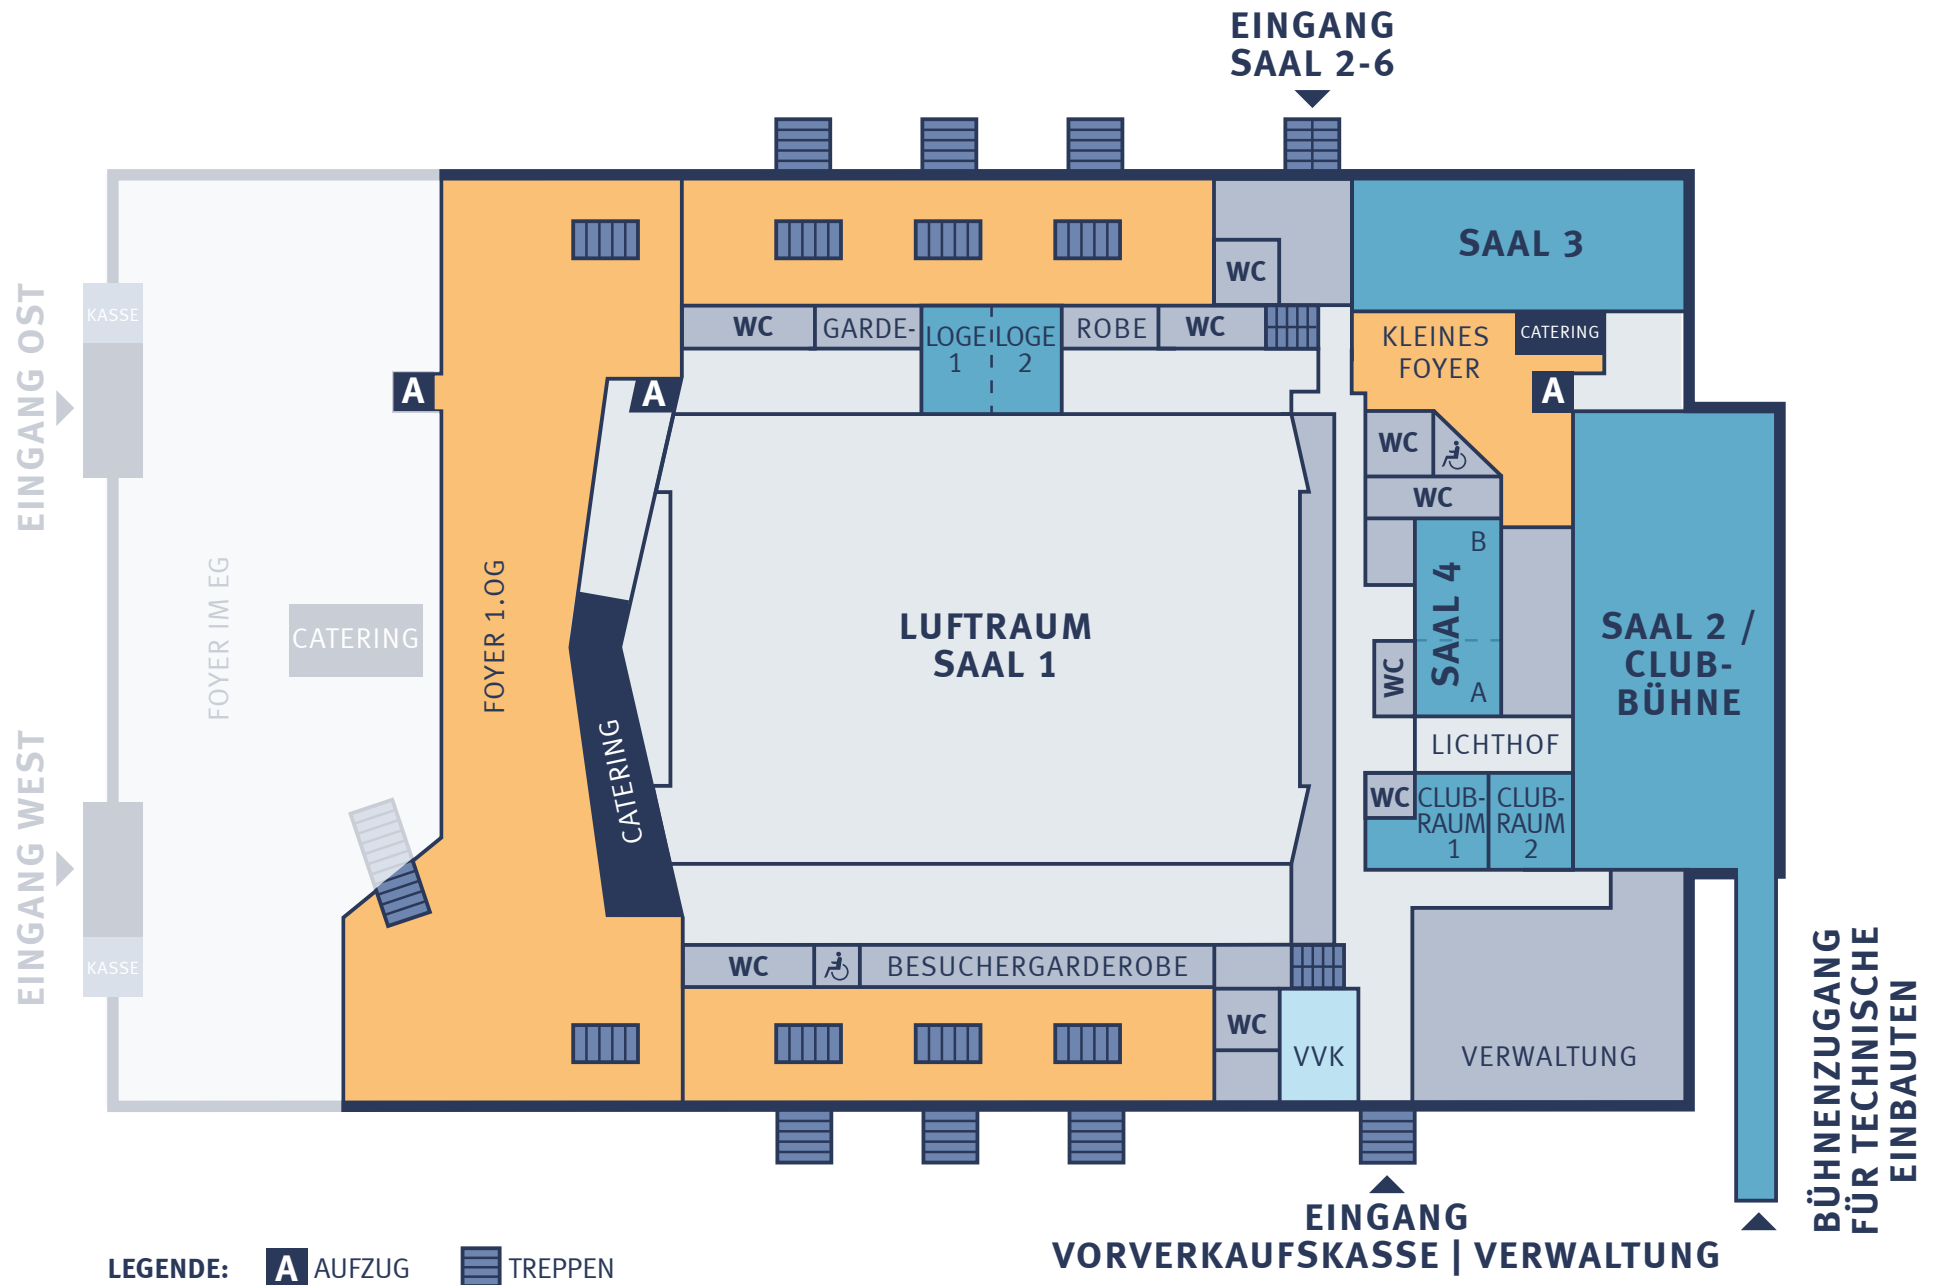 EINGANG
SAAL 2-6
SAAL 3
WC
KASSE
EINGANG OST
WC
GARDE-
LOGE
1
LOGE
2
ROBE
WC
KLEINES
FOYER
CATERING
A
A
A
WC
WC
B
SAAL 4
A
WC
FOYER IM EG
CATERING
FOYER 1.OG
LUFTRAUM
SAAL 1
SAAL 2 /
CLUB-
BÜHNE
CATERING
LICHTHOF
WC
CLUB-
RAUM
1
CLUB-
RAUM
2
EINGANG WEST
KASSE
WC
BESUCHERGARDEROBE
WC
VVK
VERWALTUNG
BÜHNENZUGANG
FÜR TECHNISCHE
EINBAUTEN
EINGANG
VORVERKAUFSKASSE | VERWALTUNG
LEGENDE:
A AUFZUG
TREPPEN